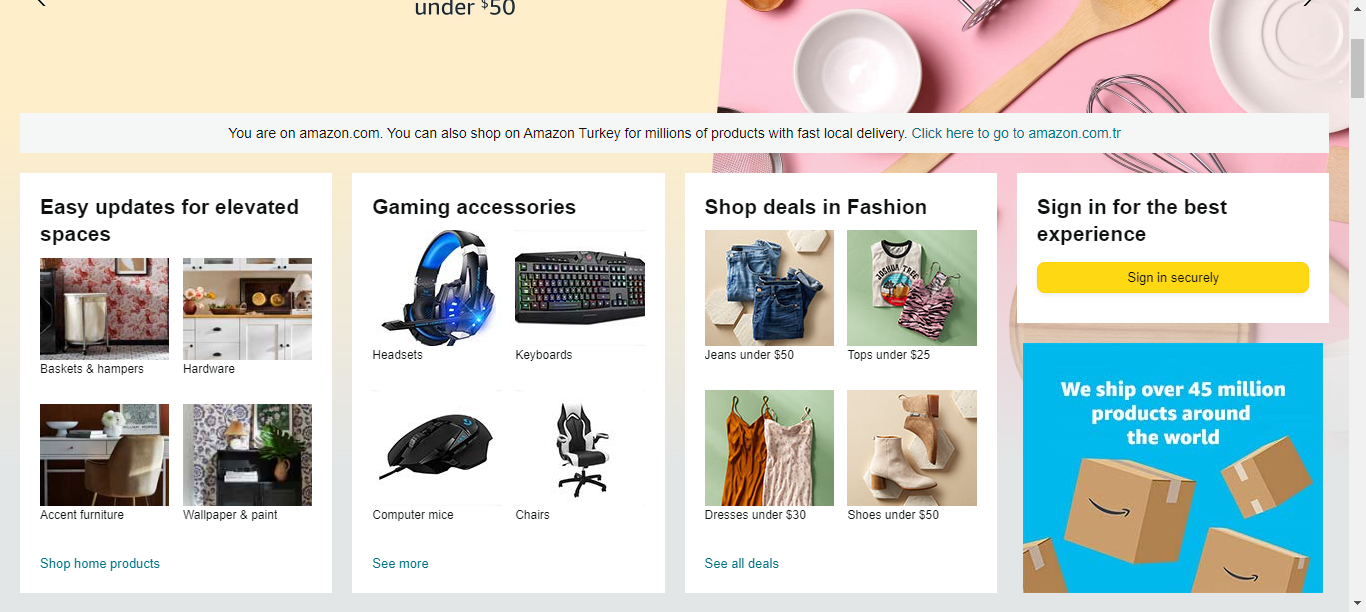 under $50
You are on amazon.com. You can also shop on Amazon Turkey for millions of products with fast local delivery. Click here to go to amazon.com.tr
Easy updates for elevated
spaces
Baskets & hampers
Hardware
Accent furniture
Wallpaper & paint
Shop home products
Gaming accessories
Headsets
Keyboards
Computer mice
Chairs
See more
Shop deals in Fashion
JOSHUA TREE
Jeans under $50
Tops under $25
Dresses under $30
Shoes under $50
See all deals
Sign in for the best
experience
Sign in securely
We ship over 45 million
products around
the world